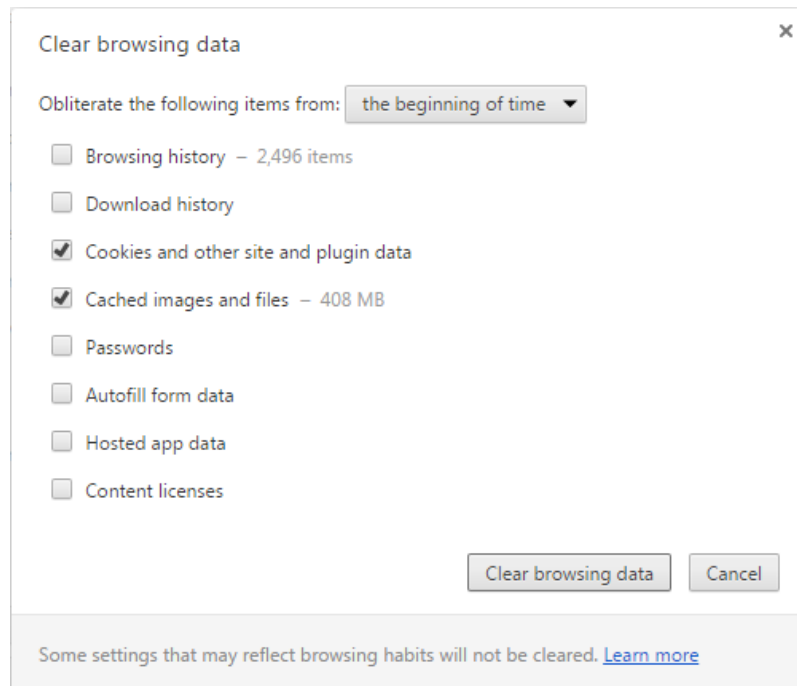 Clear browsing data
Obliterate the following items from: the beginning of time
Browsing history – 2,496 items
Download history
Cookies and other site and plugin data
Cached images and files – 408 MB
Passwords
Autofill form data
Hosted app data
Content licenses
Clear browsing data Cancel
Some settings that may reflect browsing habits will not be cleared. Learn more